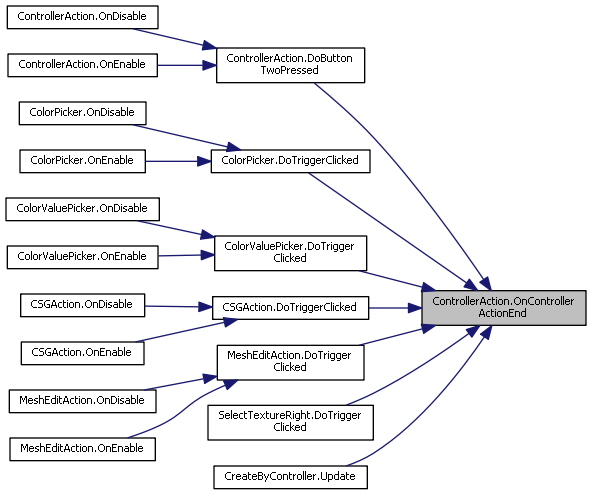 ControllerAction.OnDisable
ControllerAction.OnEnable
ControllerAction.DoButton
TwoPressed
ColorPicker.OnDisable
ColorPicker.OnEnable
ColorPicker.DoTriggerClicked
ColorValuePicker.OnDisable
ColorValuePicker.OnEnable
ColorValuePicker.DoTrigger
Clicked
CSGAction.OnDisable
CSGAction.OnEnable
CSGAction.DoTriggerClicked
ControllerAction.OnController
ActionEnd
MeshEditAction.DoTrigger
Clicked
MeshEditAction.OnDisable
MeshEditAction.OnEnable
SelectTextureRight.DoTrigger
Clicked
CreateByController.Update